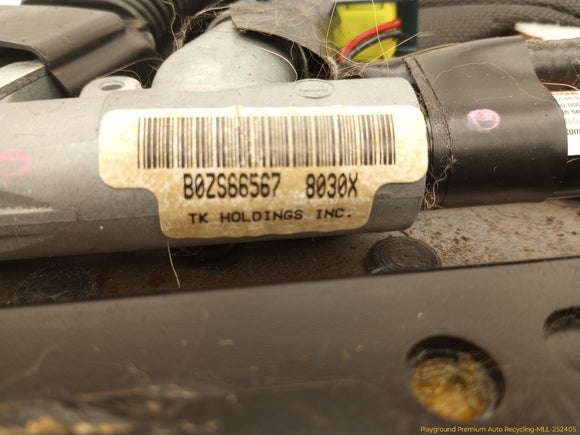 B0ZS66567 8030X
TK HOLDINGS INC.
Playground Premium Auto Recycling-MLL-252405